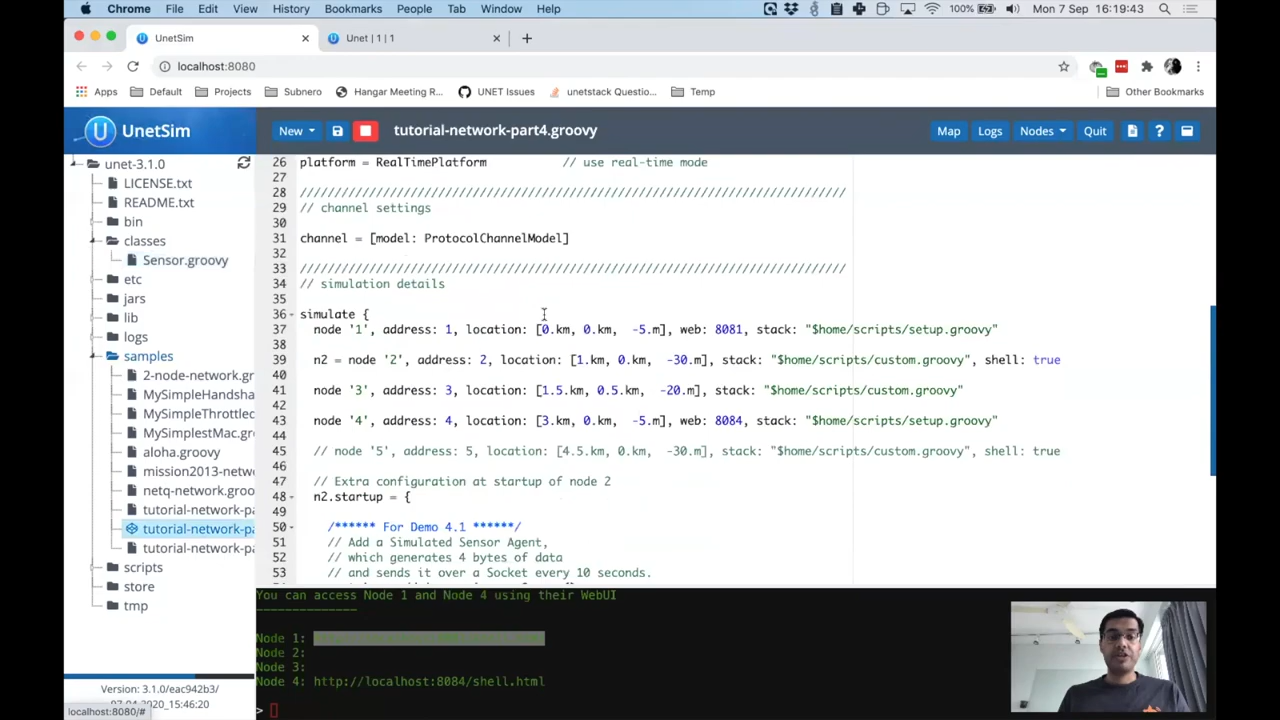 Chrome File Edit View History Bookmarks People Tab Window Help 100% Mon 7 Sep 16:19:43
UnetSim
Unet | 1 | 1
localhost:8080
Apps Default Projects Subnero Hangar Meeting R... UNET Issues unetstack Questio... Temp Other Bookmarks
UnetSim
New
tutorial-network-part4.groovy
Map Logs Nodes Quit ?
unet-3.1.0
LICENSE.txt
README.txt
bin
classes
Sensor.groovy
etc
jars
lib
logs
samples
2-node-network.gr
MySimpleHandsha
MySimpleThrottled
MySimplestMac.gr
aloha.groovy
mission2013-netw
netq-network.groo
tutorial-network-pa
tutorial-network-pa
tutorial-network-pa
scripts
store
tmp
Version: 3.1.0/eac942b3/
07-04-2020_15:46:20
localhost:8080/#
26 platform = RealTimePlatform // use real-time mode
27
28 ///////////////////////////////////////////////////////////////////////////////
29 // channel settings
30
31 channel = [model: ProtocolChannelModel]
32
33 ///////////////////////////////////////////////////////////////////////////////
34 // simulation details
35
36 simulate {
37 node '1', address: 1, location: [0.km, 0.km, -5.m], web: 8081, stack: "$home/scripts/setup.groovy"
38
39 n2 = node '2', address: 2, location: [1.km, 0.km, -30.m], stack: "$home/scripts/custom.groovy", shell: true
40
41 node '3', address: 3, location: [1.5.km, 0.5.km, -20.m], stack: "$home/scripts/custom.groovy"
42
43 node '4', address: 4, location: [3.km, 0.km, -5.m], web: 8084, stack: "$home/scripts/setup.groovy"
44
45 // node '5', address: 5, location: [4.5.km, 0.km, -30.m], stack: "$home/scripts/custom.groovy", shell: true
46
47 // Extra configuration at startup of node 2
48 n2.startup = {
49
50 /****** For Demo 4.1 ******/
51 // Add a Simulated Sensor Agent,
52 // which generates 4 bytes of data
53 // and sends it over a Socket every 10 seconds.
You can access Node 1 and Node 4 using their WebUI
--------------
Node 1:
Node 2:
Node 3:
Node 4: http://localhost:8084/shell.html
>